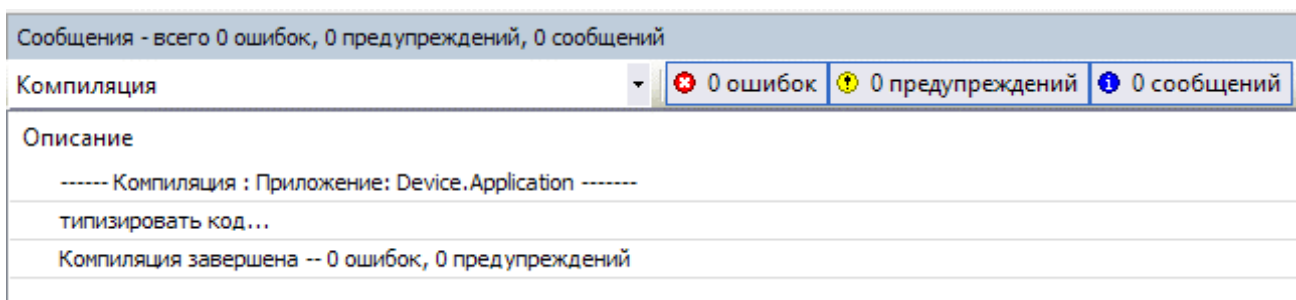 Сообщения - всего 0 ошибок, 0 предупреждений, 0 сообщений
Компиляция 0 ошибок 0 предупреждений 0 сообщений
Описание
------ Компиляция : Приложение: Device.Application -------
типизировать код...
Компиляция завершена -- 0 ошибок, 0 предупреждений